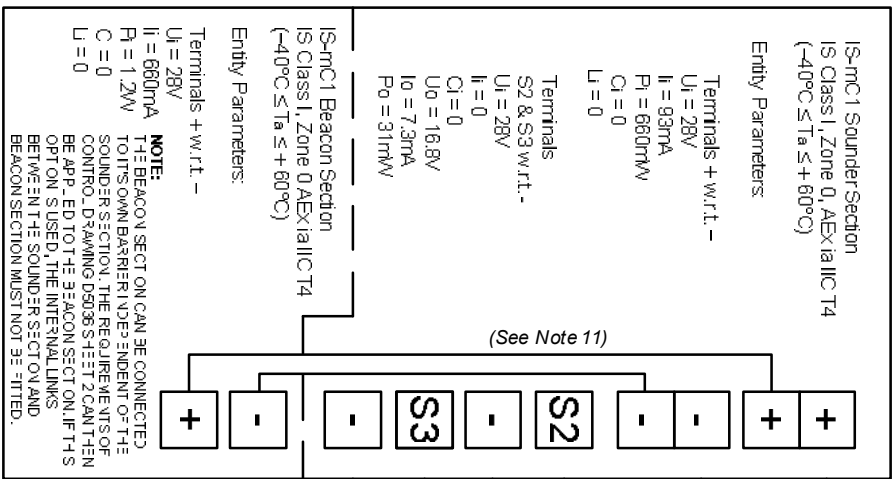 IS-mC1 Sounder Section
IS Class I, Zone 0, AEx ia IIC T4
(–40°C ≤ Ta ≤ +60°C)
Entity Parameters:
Terminals + w.r.t. –
Ui = 28V
Ii = 93mA
Pi = 660mW
Ci = 0
Li = 0
Terminals
S2 & S3 w.r.t.-
Ui = 28V
Ii = 0
Ci = 0
Uo = 16.8V
Io = 7.3mA
Po = 31mW
IS-mC1 Beacon Section
IS Class I, Zone 0 AEx ia IIC T4
(–40°C ≤ Ta ≤ +60°C)
Entity Parameters:
Terminals + w.r.t. –
Ui = 28V
Ii = 660mA
Pi = 1.2W
C = 0
Li = 0
NOTE:
THE BEACON SECTION CAN BE CONNECTED
TO IT'S OWN BARRIER INDEPENDENT OF THE
SOUNDER SECTION. THE REQUIREMENTS OF
CONTROL DRAWING D5036 SHEET 2 CAN THEN
BE APPLIED TO THE BEACON SECTION. IF THIS
OPTION IS USED, THE INTERNAL LINKS
BETWEEN THE SOUNDER SECTION AND
BEACON SECTION MUST NOT BE FITTED.
(See Note 11)
+
+
-
-
S2
-
S3
-
-
+